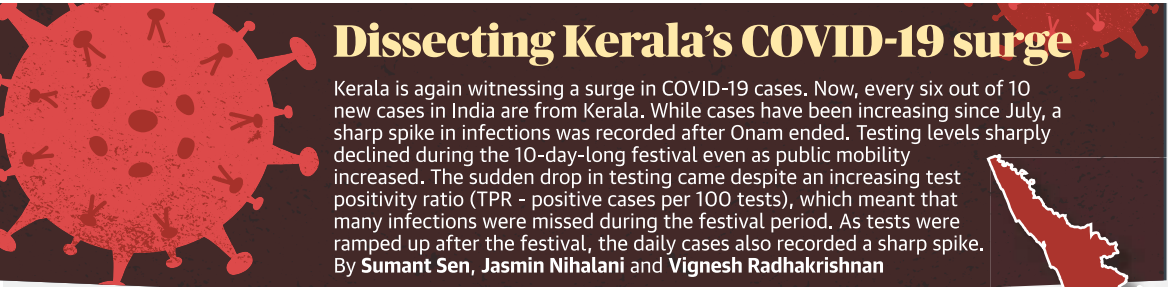 Dissecting Kerala's COVID-19 surge
Kerala is again witnessing a surge in COVID-19 cases. Now, every six out of 10
new cases in India are from Kerala. While cases have been increasing since July, a
sharp spike in infections was recorded after Onam ended. Testing levels sharply
declined during the 10-day-long festival even as public mobility
increased. The sudden drop in testing came despite an increasing test
positivity ratio (TPR - positive cases per 100 tests), which meant that
many infections were missed during the festival period. As tests were
ramped up after the festival, the daily cases also recorded a sharp spike.
By Sumant Sen, Jasmin Nihalani and Vignesh Radhakrishnan